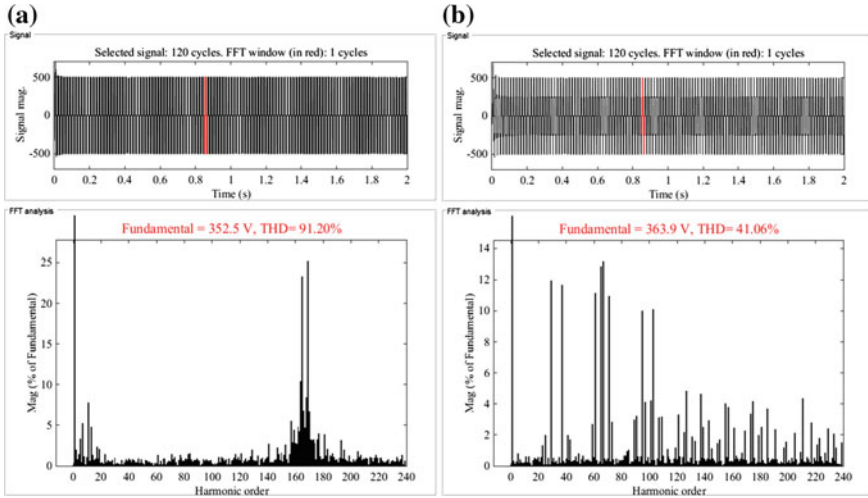 (a)
Signal
Selected signal: 120 cycles. FFT window (in red): 1 cycles
Signal mag.
500
0
-500
0 0.2 0.4 0.6 0.8 1 1.2 1.4 1.6 1.8 2
Time (s)
FFT analysis
Fundamental = 352.5 V, THD= 91.20%
Mag (% of Fundamental)
25
20
15
10
5
0
0 20 40 60 80 100 120 140 160 180 200 220 240
Harmonic order
(b)
Signal
Selected signal: 120 cycles. FFT window (in red): 1 cycles
Signal mag.
500
0
-500
0 0.2 0.4 0.6 0.8 1 1.2 1.4 1.6 1.8 2
Time (s)
FFT analysis
Fundamental = 363.9 V, THD= 41.06%
Mag (% of Fundamental)
14
12
10
8
6
4
2
0
0 20 40 60 80 100 120 140 160 180 200 220 240
Harmonic order